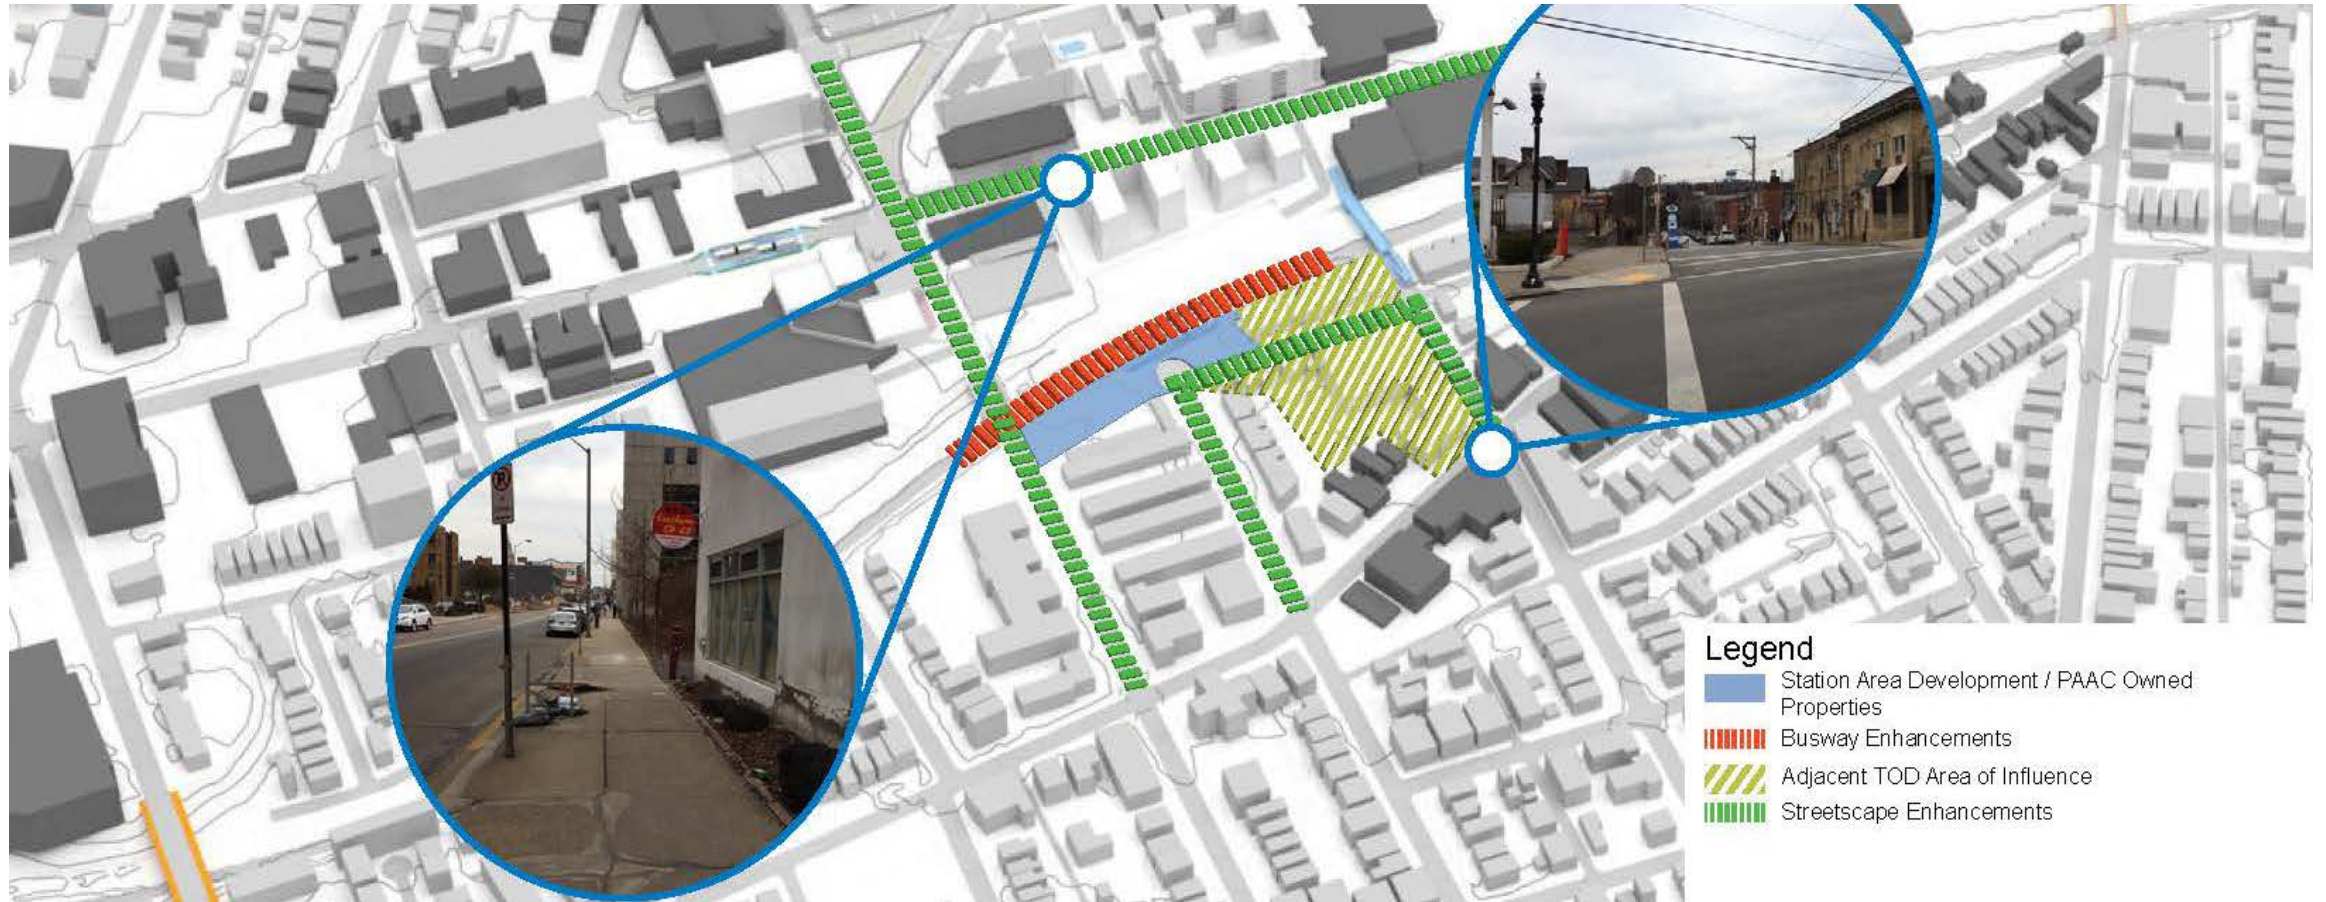 Legend
Station Area Development / PAAC Owned
Properties
Busway Enhancements
Adjacent TOD Area of Influence
Streetscape Enhancements